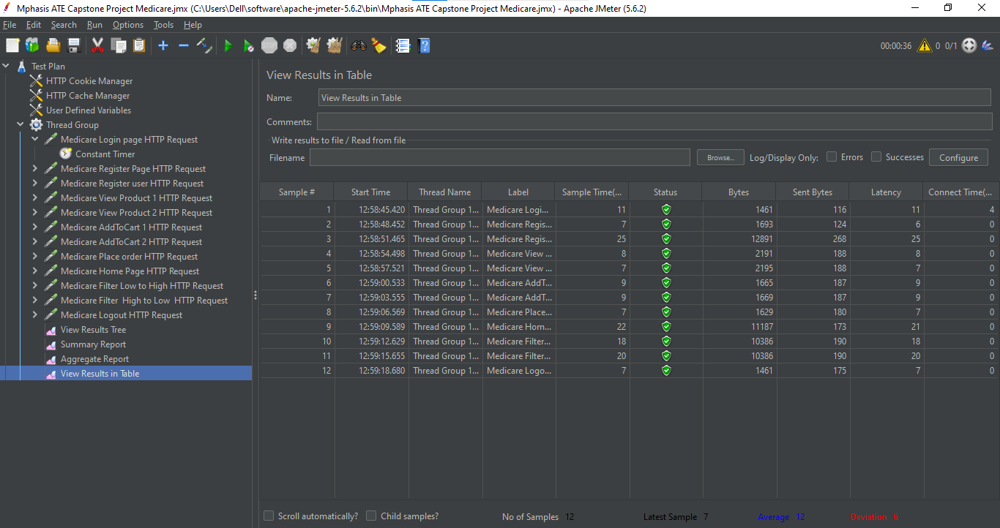 Mphasis ATE Capstone Project Medicare.jmx (C:\Users\Dell\software\apache-jmeter-5.6.2\bin\Mphasis ATE Capstone Project Medicare.jmx) - Apache JMeter (5.6.2)
File Edit Search Run Options Tools Help
STOP 00:00:36 0 0/1
Test Plan
HTTP Cookie Manager
HTTP Cache Manager
User Defined Variables
Thread Group
Medicare Login page HTTP Request
Constant Timer
Medicare Register Page HTTP Request
Medicare Register user HTTP Request
Medicare View Product 1 HTTP Request
Medicare View Product 2 HTTP Request
Medicare AddToCart 1 HTTP Request
Medicare AddToCart 2 HTTP Request
Medicare Place order HTTP Request
Medicare Home Page HTTP Request
Medicare Filter Low to High HTTP Request
Medicare Filter  High to Low  HTTP Request
Medicare Logout HTTP Request
View Results Tree
Summary Report
Aggregate Report
View Results in Table
View Results in Table
Name: View Results in Table
Comments:
Write results to file / Read from file
Filename Browse... Log/Display Only: Errors Successes Configure
Sample # Start Time Thread Name Label Sample Time(... Status Bytes Sent Bytes Latency Connect Time(...
1 12:58:45.420 Thread Group 1... Medicare Logi... 11 1461 116 11 4
2 12:58:48.452 Thread Group 1... Medicare Regis... 7 1693 124 6 0
3 12:58:51.465 Thread Group 1... Medicare Regis... 25 12891 268 25 0
4 12:58:54.498 Thread Group 1... Medicare View ... 8 2191 188 8 0
5 12:58:57.521 Thread Group 1... Medicare View ... 7 2195 188 7 0
6 12:59:00.533 Thread Group 1... Medicare AddT... 9 1665 187 9 0
7 12:59:03.555 Thread Group 1... Medicare AddT... 9 1669 187 9 0
8 12:59:06.569 Thread Group 1... Medicare Place... 7 1629 180 7 0
9 12:59:09.589 Thread Group 1... Medicare Hom... 22 11187 173 21 0
10 12:59:12.629 Thread Group 1... Medicare Filter... 18 10386 190 18 0
11 12:59:15.655 Thread Group 1... Medicare Filter... 20 10386 190 20 0
12 12:59:18.680 Thread Group 1... Medicare Logo... 7 1461 175 7 0
Scroll automatically? Child samples? No of Samples 12 Latest Sample 7 Average 12 Deviation 6